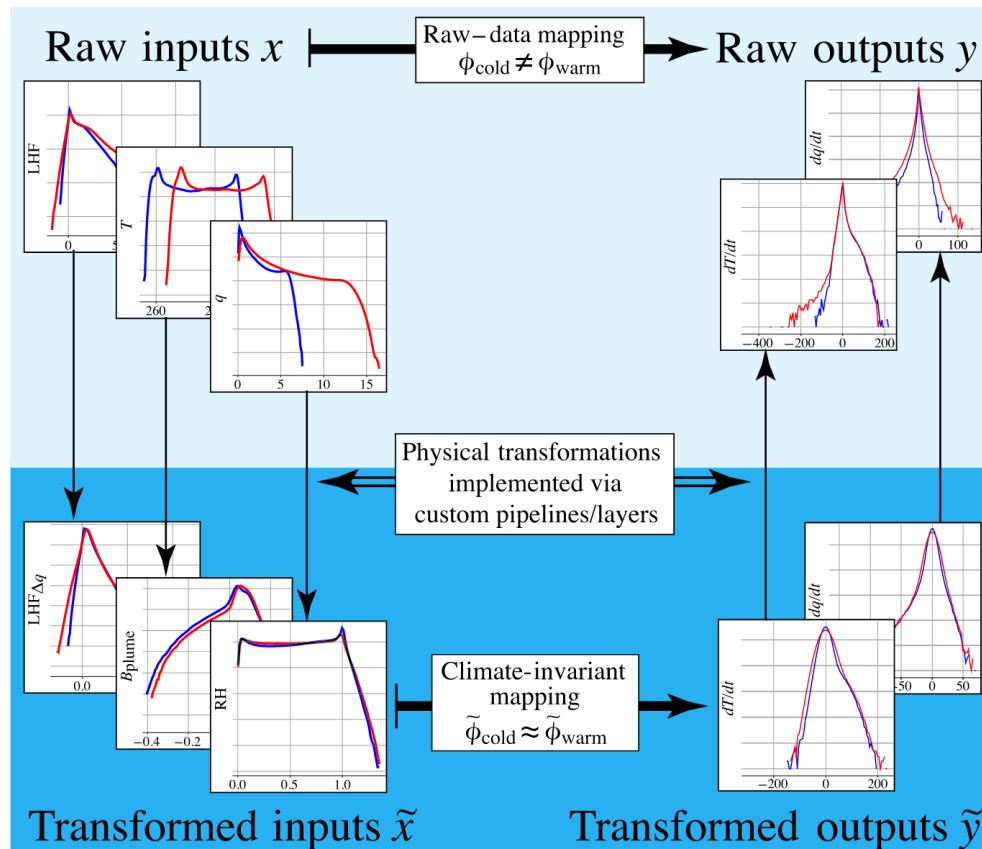 Raw inputs x
Raw–data mapping
ϕcold ≠ ϕwarm
Raw outputs y
LHF
0
T
260
q
0 5 10 15
dq/dt
0 100
dT/dt
−400 −200 0 200
Physical transformations
implemented via
custom pipelines/layers
LHFΔq
0.0
Bplume
−0.4 −0.2
RH
0.0 0.5 1.0
Climate-invariant
mapping
ϕ̃cold ≈ ϕ̃warm
dq/dt
0 50
dT/dt
−200 0 200
Transformed inputs x̃
Transformed outputs ỹ